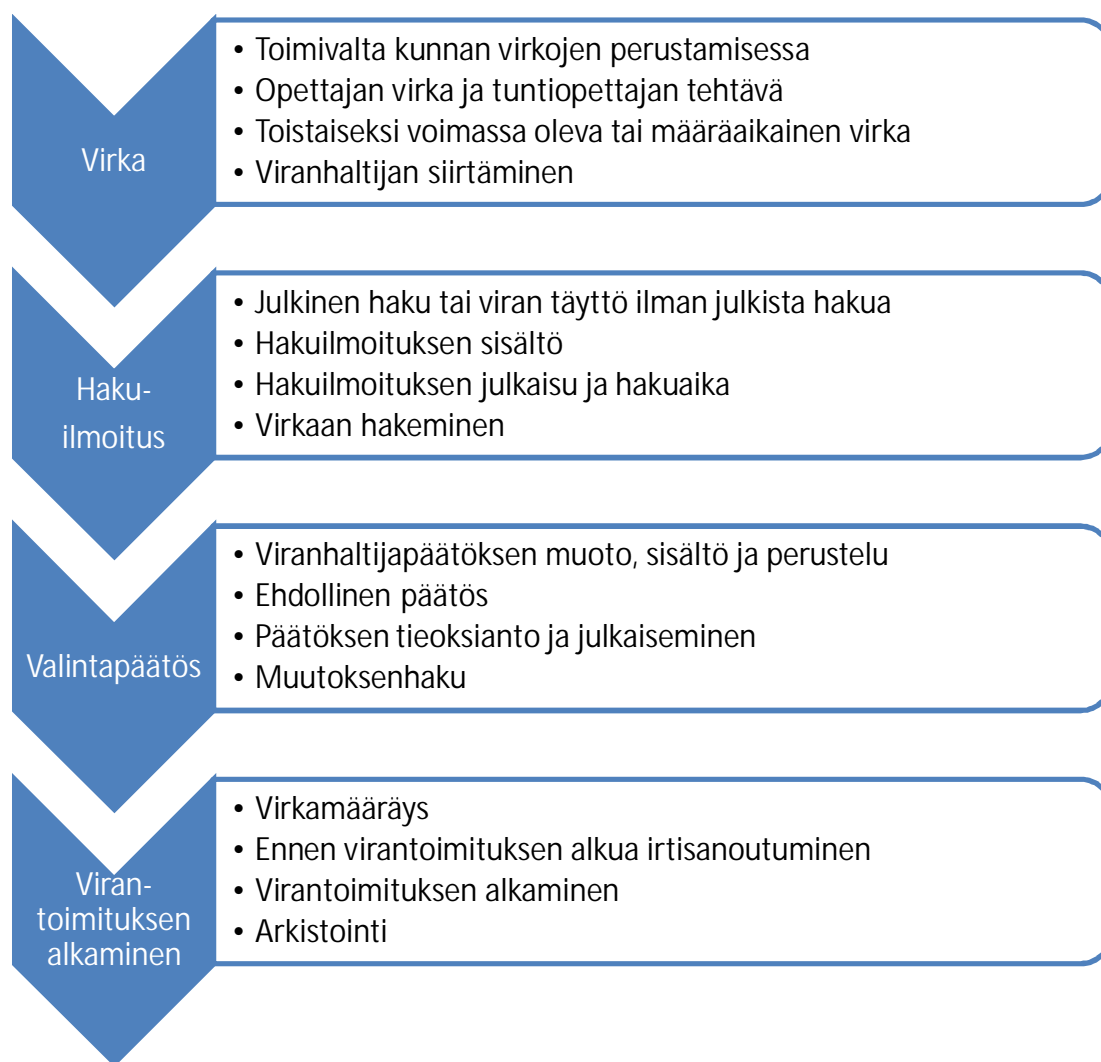 Virka
• Toimivalta kunnan virkojen perustamisessa
• Opettajan virka ja tuntiopettajan tehtävä
• Toistaiseksi voimassa oleva tai määräaikainen virka
• Viranhaltijan siirtäminen
Haku-
ilmoitus
• Julkinen haku tai viran täyttö ilman julkista hakua
• Hakuilmoituksen sisältö
• Hakuilmoituksen julkaisu ja hakuaika
• Virkaan hakeminen
Valintapäätös
• Viranhaltijapäätöksen muoto, sisältö ja perustelu
• Ehdollinen päätös
• Päätöksen tieoksianto ja julkaiseminen
• Muutoksenhaku
Viran-
toimituksen
alkaminen
• Virkamääräys
• Ennen virantoimituksen alkua irtisanoutuminen
• Virantoimituksen alkaminen
• Arkistointi